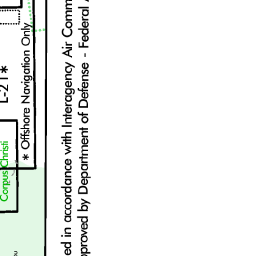 L-21*
* Offshore Navigation Only
Corpus Christi
ed in accordance with Interagency Air Comm
pproved by Department of Defense - Federal